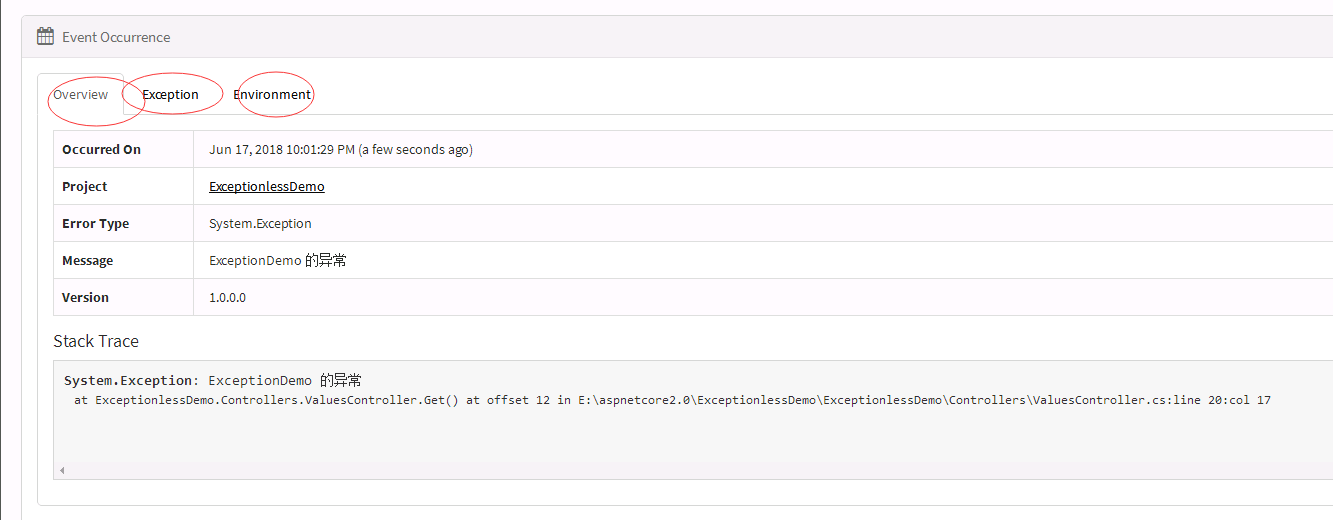 Event Occurrence
Overview Exception Environment
Occurred On Jun 17, 2018 10:01:29 PM (a few seconds ago)
Project ExceptionlessDemo
Error Type System.Exception
Message ExceptionDemo 的异常
Version 1.0.0.0
Stack Trace
System.Exception: ExceptionDemo 的异常
at ExceptionlessDemo.Controllers.ValuesController.Get() at offset 12 in E:\aspnetcore2.0\ExceptionlessDemo\ExceptionlessDemo\Controllers\ValuesController.cs:line 20:col 17